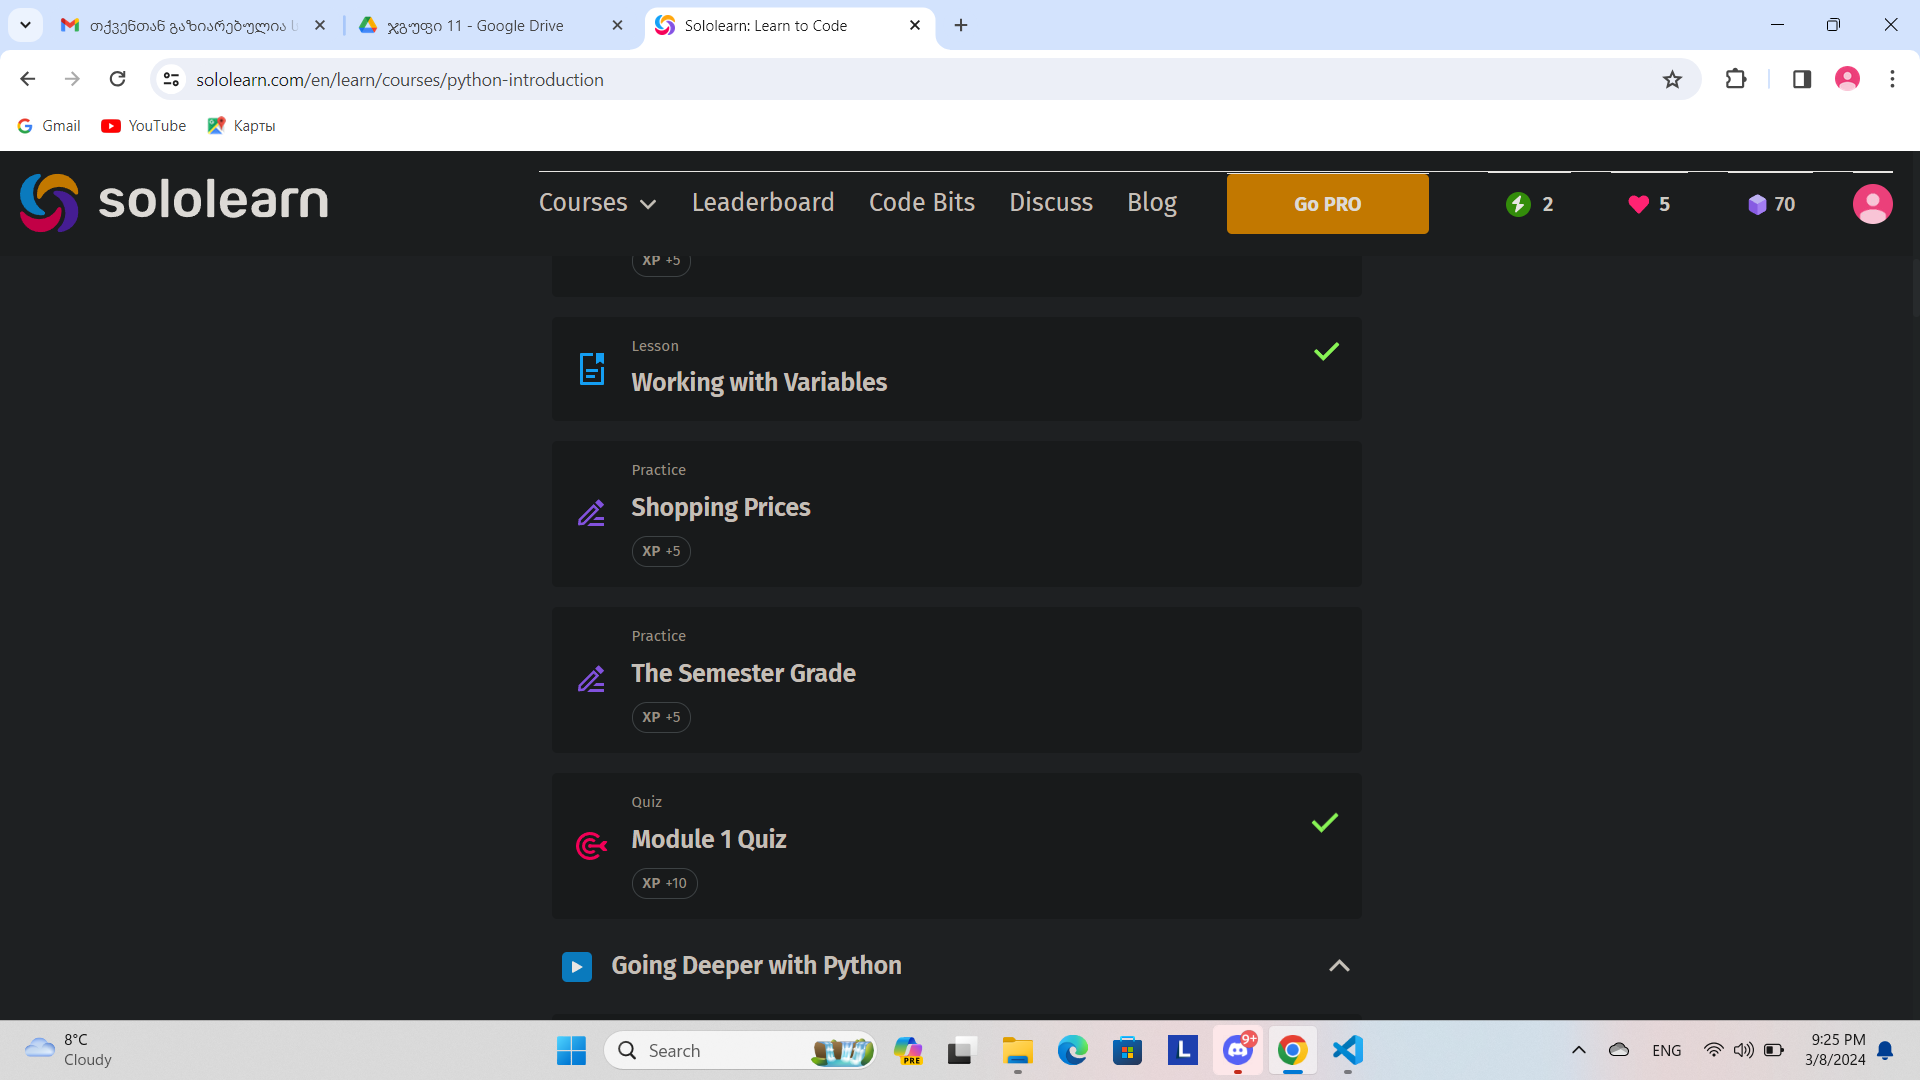 თქვენთან გაზიარებულია
ჯგუფი 11 - Google Drive
Sololearn: Learn to Code
sololearn.com/en/learn/courses/python-introduction
Gmail
YouTube
Карты
sololearn
Courses
Leaderboard
Code Bits
Discuss
Blog
Go PRO
2
5
70
XP +5
Lesson
Working with Variables
Practice
Shopping Prices
XP +5
Practice
The Semester Grade
XP +5
Quiz
Module 1 Quiz
XP +10
Going Deeper with Python
8°C
Cloudy
Search
PRE
L
9+
ENG
9:25 PM
3/8/2024